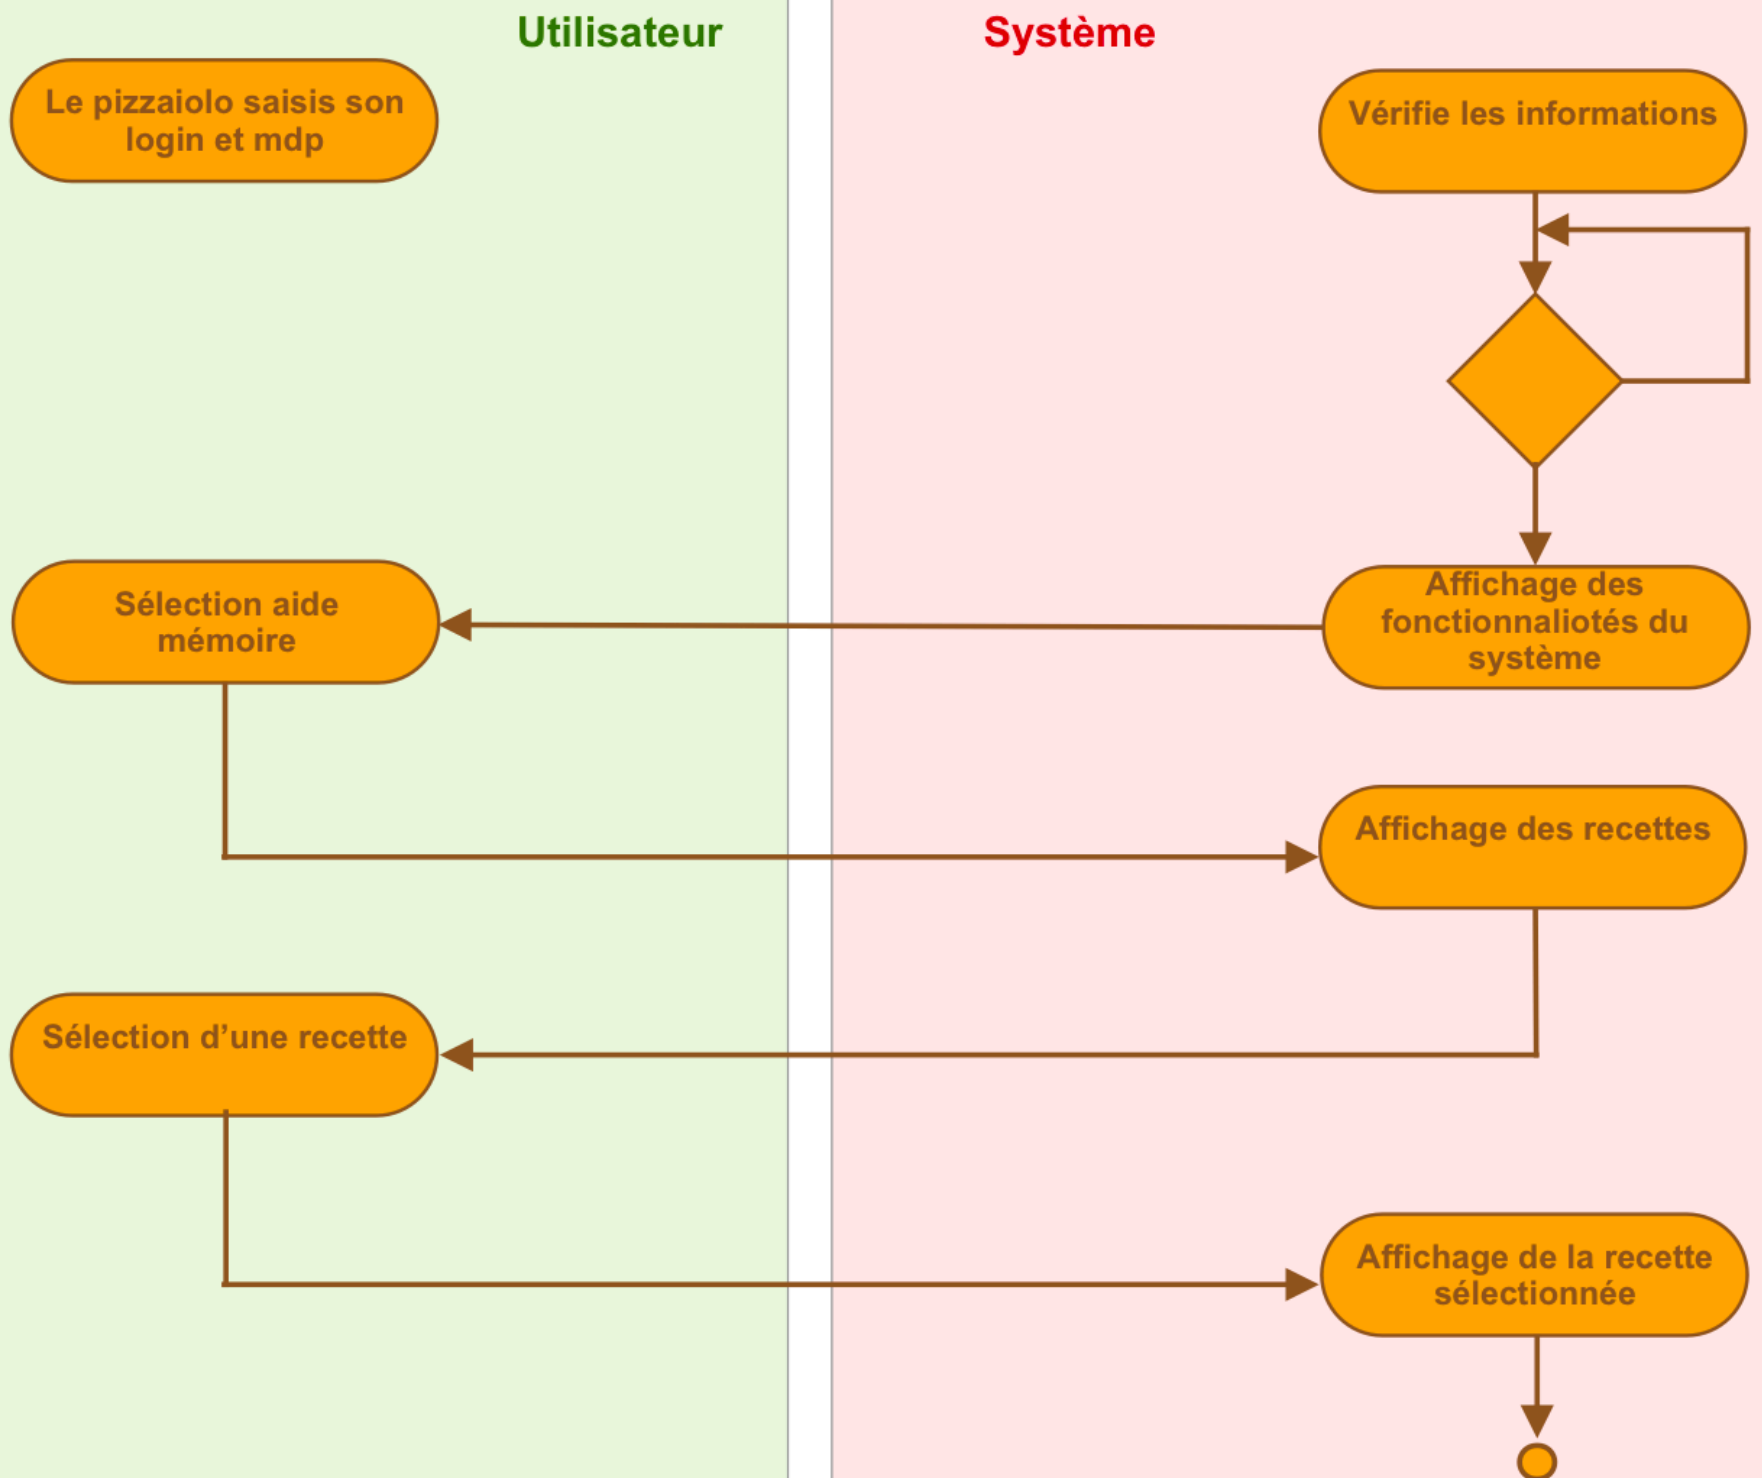 Utilisateur
Système
Le pizzaiolo saisis son
login et mdp
Vérifie les informations
Sélection aide
mémoire
Affichage des
fonctionnaliotés du
système
Affichage des recettes
Sélection d’une recette
Affichage de la recette
sélectionnée